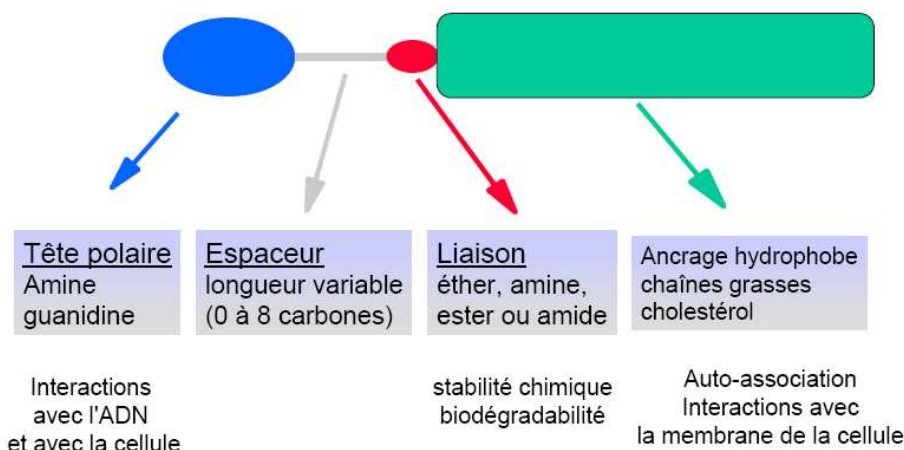 Tête polaire
Amine
guanidine
Espaceur
longueur variable
(0 à 8 carbones)
Liaison
éther, amine,
ester ou amide
Ancrage hydrophobe
chaînes grasses
cholestérol
Interactions
avec l'ADN
et avec la cellule
stabilité chimique
biodégradabilité
Auto-association
Interactions avec
la membrane de la cellule